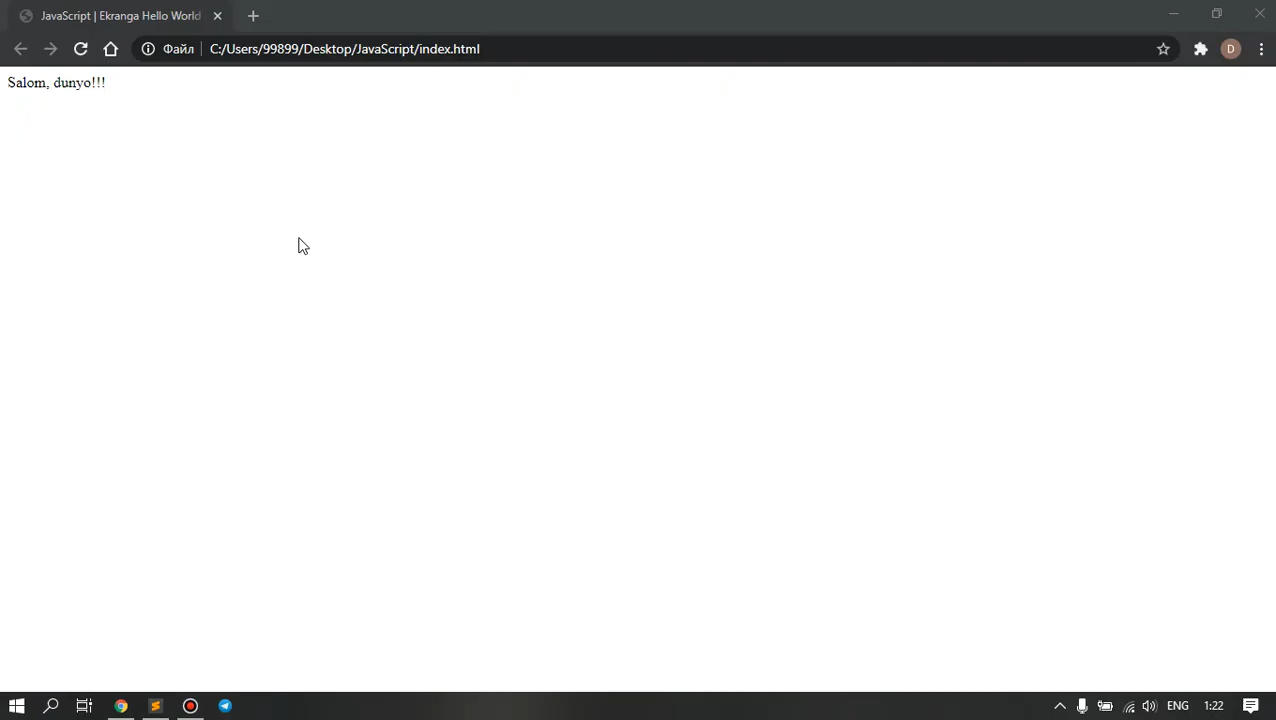 JavaScript | Ekranga Hello World
Файл
C:/Users/99899/Desktop/JavaScript/index.html
D
Salom, dunyo!!!
ENG
1:22